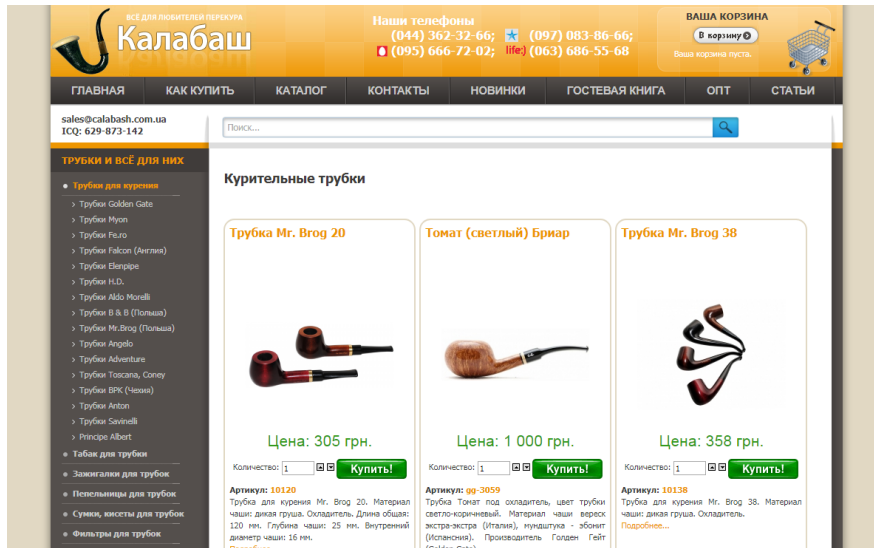 ВСЁ ДЛЯ ЛЮБИТЕЛЕЙ ПЕРЕКУРА
Калабаш
Наши телефоны
(044) 362-32-66; (097) 083-86-66;
(095) 666-72-02; life:) (063) 686-55-68
ВАША КОРЗИНА
В корзину
Ваша корзина пуста.
ГЛАВНАЯ КАК КУПИТЬ КАТАЛОГ КОНТАКТЫ НОВИНКИ ГОСТЕВАЯ КНИГА ОПТ СТАТЬИ
sales@calabash.com.ua
ICQ: 629-873-142
Поиск...
ТРУБКИ И ВСЁ ДЛЯ НИХ
Трубки для курения
Трубки Golden Gate
Трубки Myon
Трубки Fe.ro
Трубки Falcon (Англия)
Трубки Elenpipe
Трубки H.D.
Трубки Aldo Morelli
Трубки B & B (Польша)
Трубки Mr.Brog (Польша)
Трубки Angelo
Трубки Adventure
Трубки Toscana, Coney
Трубки BPK (Чехия)
Трубки Anton
Трубки Savinelli
Principe Albert
Табак для трубки
Зажигалки для трубок
Пепельницы для трубок
Сумки, кисеты для трубок
Фильтры для трубок
Курительные трубки
Трубка Mr. Brog 20
Цена: 305 грн.
Количество: 1 Купить!
Артикул: 10120
Трубка для курения Mr. Brog 20. Материал
чаши: дикая груша. Охладитель. Длина общая:
120 мм. Глубина чаши: 25 мм. Внутренний
диаметр чаши: 16 мм.
Томат (светлый) Бриар
Цена: 1 000 грн.
Количество: 1 Купить!
Артикул: gg-3059
Трубка Томат под охладитель, цвет трубки
светло-коричневый. Материал чаши вереск
экстра-экстра (Италия), мундштука - эбонит
(Испансния). Производитель Голден Гейт
(Golden Gate)
Трубка Mr. Brog 38
Цена: 358 грн.
Количество: 1 Купить!
Артикул: 10138
Трубка для курения Mr. Brog 38. Материал
чаши: дикая груша. Охладитель.
Подробнее...